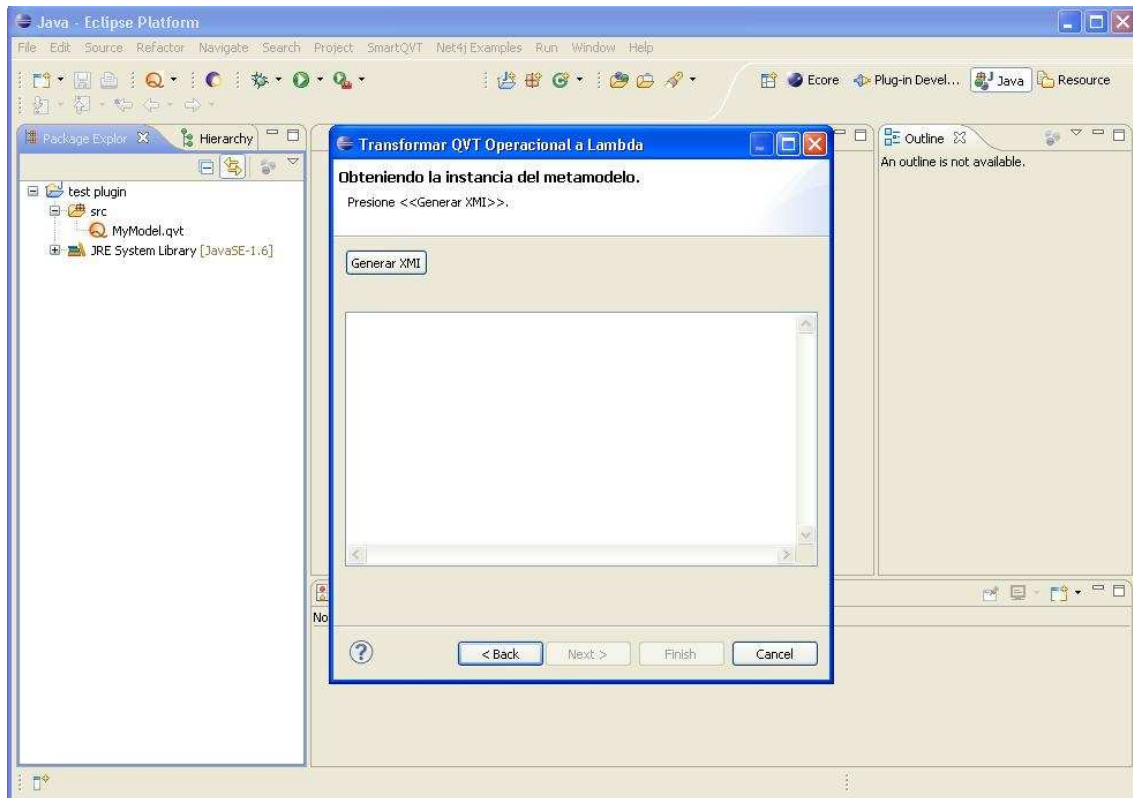 Java - Eclipse Platform
File Edit Source Refactor Navigate Search Project SmartQVT Net4j Examples Run Window Help
Ecore Plug-in Devel... Java Resource
Package Explor Hierarchy
Outline
An outline is not available.
test plugin
src
MyModel.qvt
JRE System Library [JavaSE-1.6]
Transformar QVT Operacional a Lambda
Obteniendo la instancia del metamodelo.
Presione <<Generar XMI>>.
Generar XMI
No
< Back Next > Finish Cancel